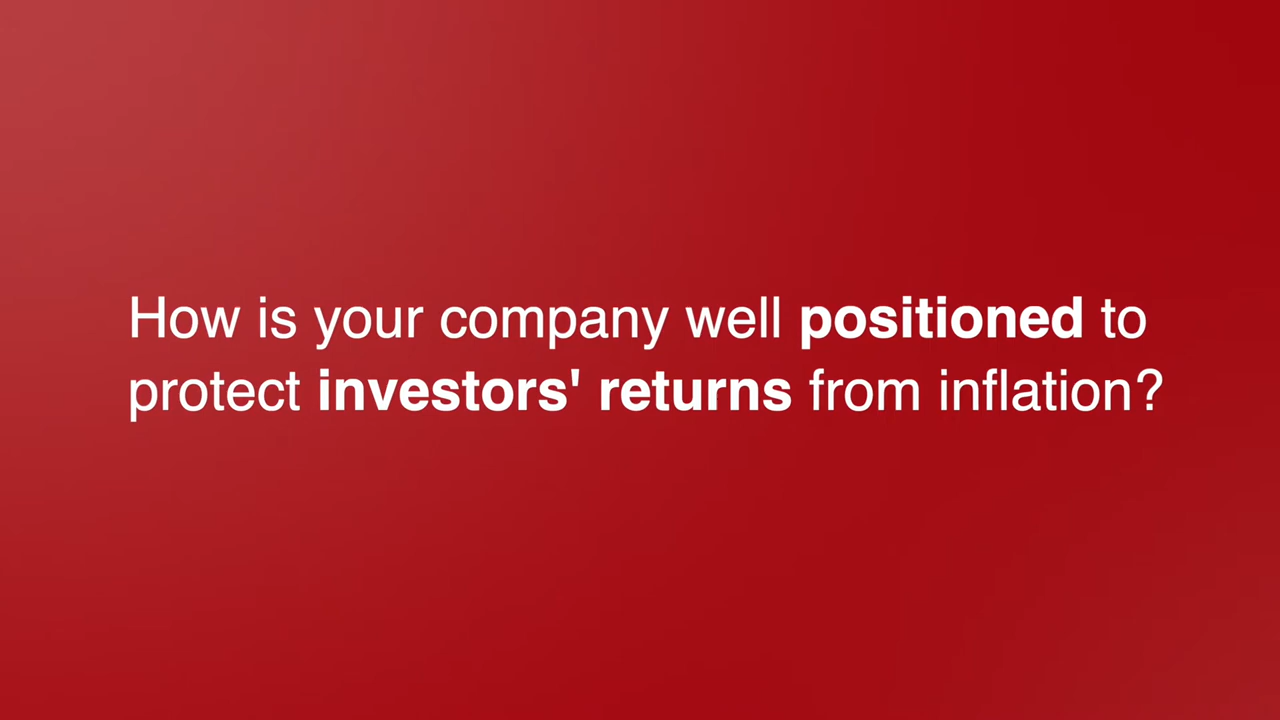 How is your company well positioned to
protect investors' returns from inflation?